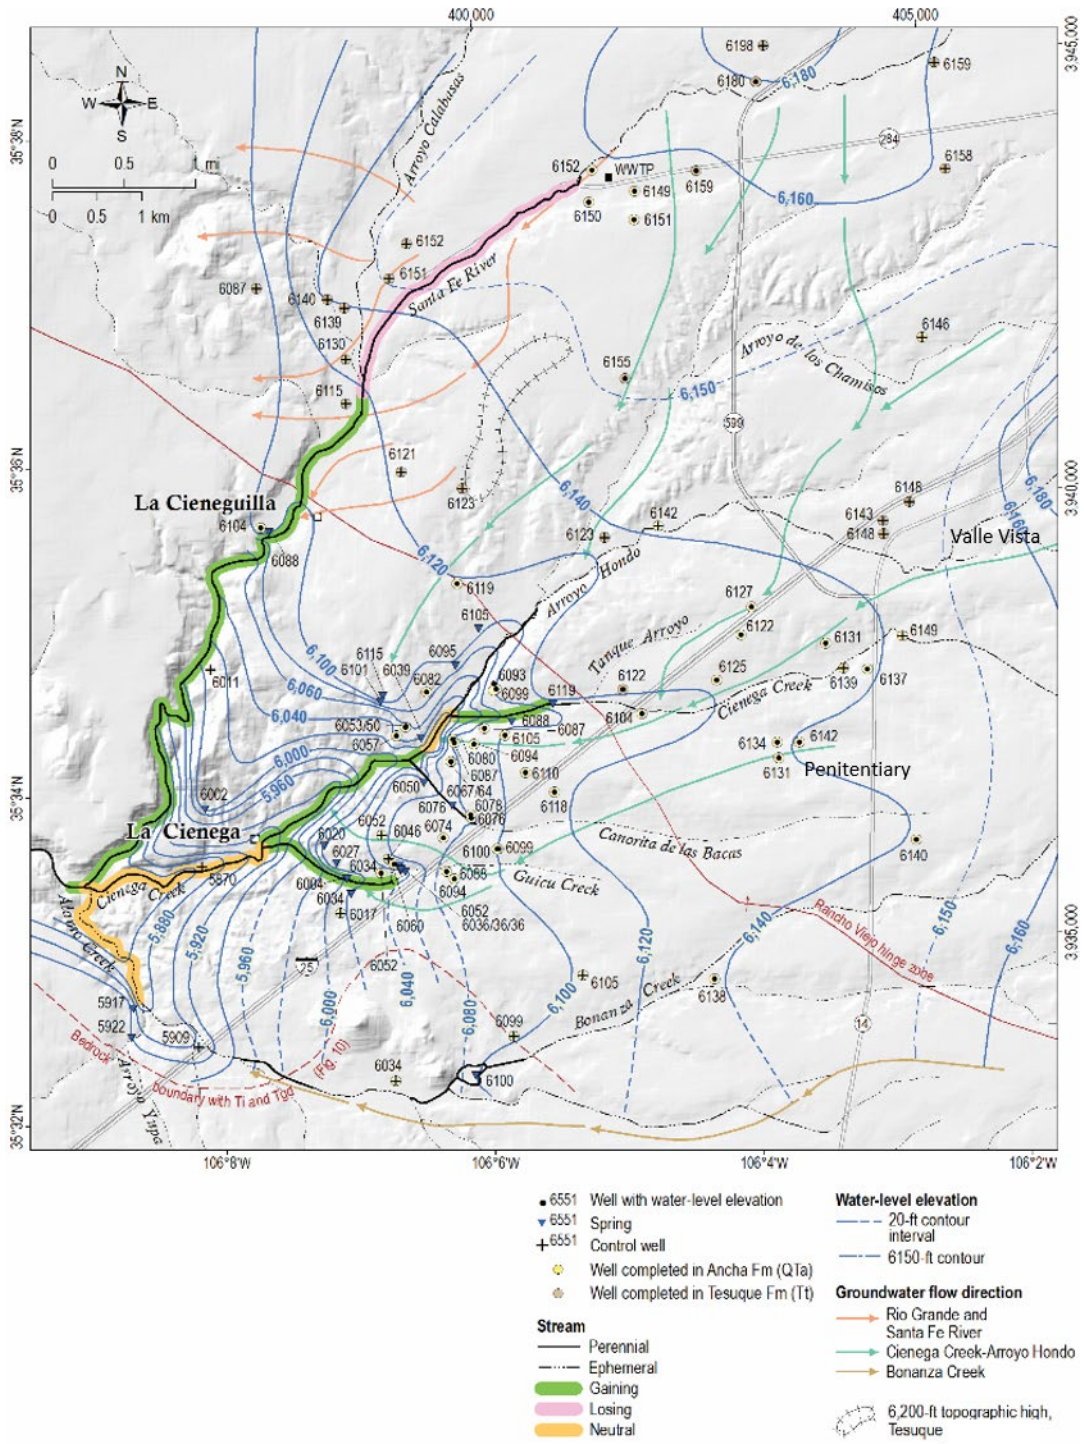 400,000
405,000
3,945,000
6198
6159
6180
6,180
N
W E
S
35°38'N
0 0.5 1 mi
0 0.5 1 km
Arroyo Calabasas
284
6152
WWTP
6158
6149
6159
6150
6,160
6151
6152
Santa Fe River
6151
6087
6140
6139
6146
6130
Arroyo de los Chamisos
6155
6,150
6115
599
35°36'N
6121
3,940,000
La Cieneguilla
6123
6,140
6148
6,180
6104
6142
6143
6,160
6123
6148
Valle Vista
6088
6,120
Arroyo Hondo
6119
6127
6105
Tanque Arroyo
6122
6131
6149
6115
6095
6,100
6101
6039
6093
6125
6011
6082
6099
6119
6122
6139
6137
6,060
Cienega Creek
6,040
6053/50
6088
6104
6087
6057
6105
6134
6142
6,000
6080
6094
6087
6110
6131
Penitentiary
5,960
6050
6067/64
35°34'N
6002
6076
6078
6118
6076
La Cienega
6020
6052
6046
6074
Canorita de las Bacas
6027
6100
6099
6140
5870
6034
6088
Guicu Creek
6004
6094
Cienega Creek
6034
6017
6052
Alamo Creek
6060
6036/36/36
Rancho Viejo hinge zobe
5,880
5,920
6,120
6,140
6,150
6,160
3,935,000
5,960
25
6052
6,000
6,040
6,080
6,100
6105
Bonanza Creek
6138
5917
5922
5909
6099
14
Bedrock
(Fig. 10)
6034
6100
boundary with Ti and Tgd
Arroyo Yupa
35°32'N
106°8'W
106°6'W
106°4'W
106°2'W
6551 Well with water-level elevation
6551 Spring
6551 Control well
Well completed in Ancha Fm (QTa)
Well completed in Tesuque Fm (Tt)
Stream
Perennial
Ephemeral
Gaining
Losing
Neutral
Water-level elevation
20-ft contour
interval
6150-ft contour
Groundwater flow direction
Rio Grande and
Santa Fe River
Cienega Creek-Arroyo Hondo
Bonanza Creek
6,200-ft topographic high,
Tesuque